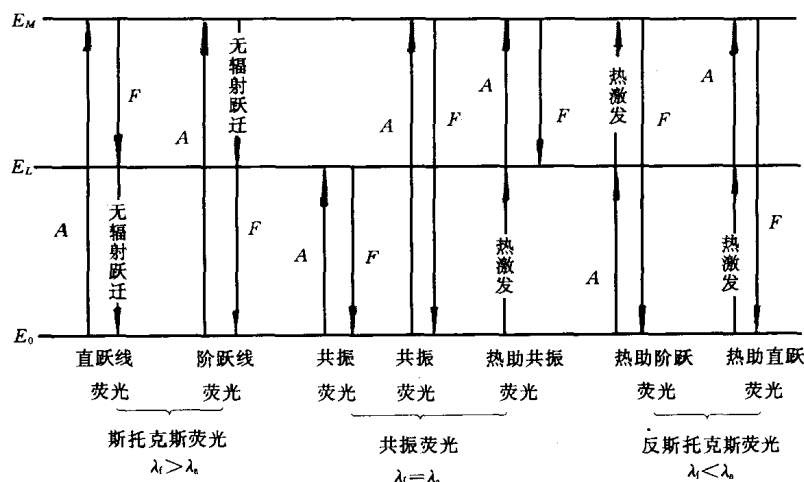 E_M
E_L
E_0
A
F
无辐射跃迁
A
无辐射跃迁
F
A
F
A
F
A
热激发
F
A
热激发
F
A
热激发
F
直跃线
荧光
阶跃线
荧光
共振
荧光
共振
荧光
热助共振
荧光
热助阶跃
荧光
热助直跃
荧光
斯托克斯荧光
λ_f>λ_a
共振荧光
λ_f=λ_a
反斯托克斯荧光
λ_f<λ_a